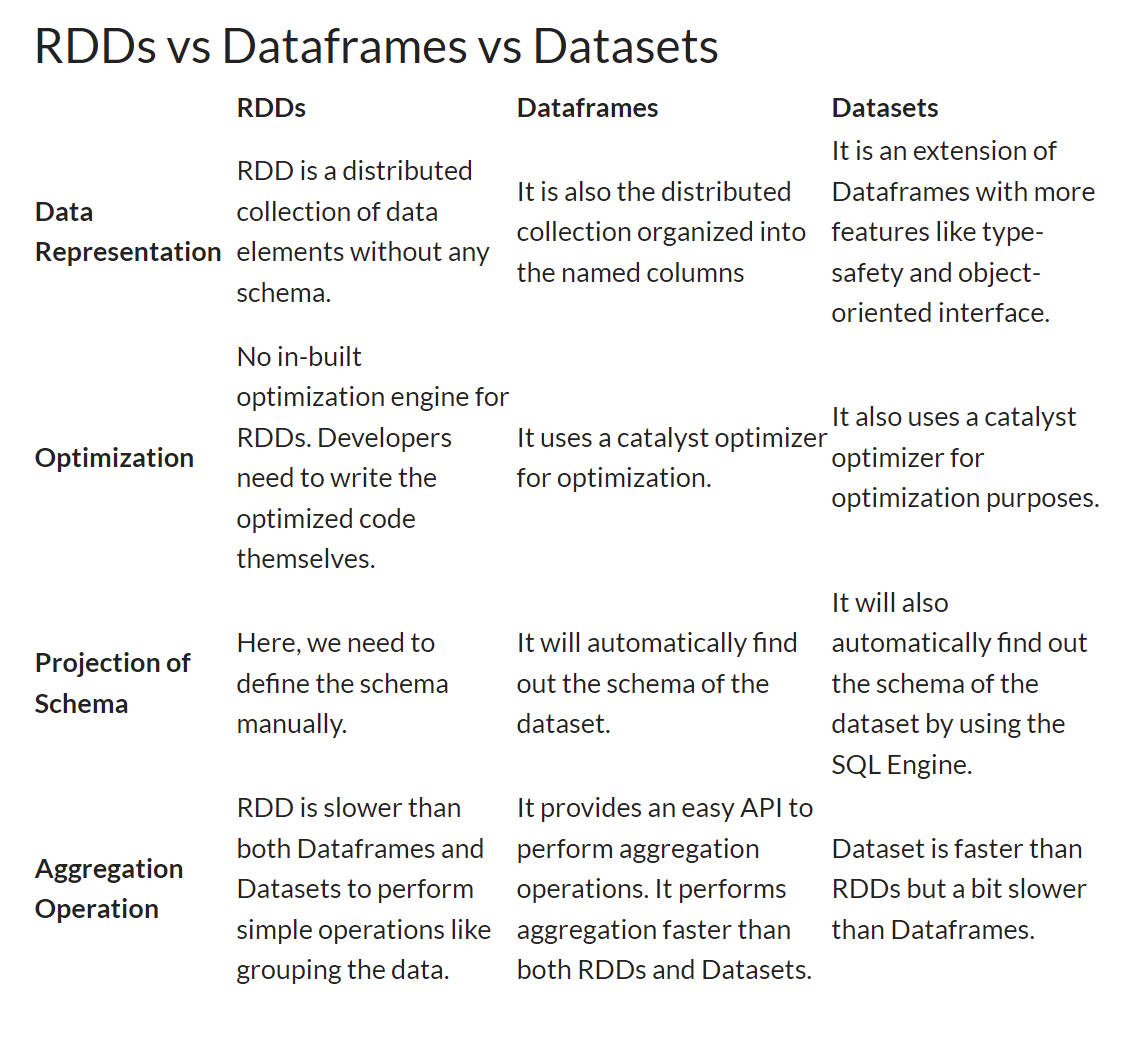 RDDs vs Dataframes vs Datasets
RDDs
Dataframes
Datasets
Data
Representation
RDD is a distributed
collection of data
elements without any
schema.
It is also the distributed
collection organized into
the named columns
It is an extension of
Dataframes with more
features like type-
safety and object-
oriented interface.
Optimization
No in-built
optimization engine for
RDDs. Developers
need to write the
optimized code
themselves.
It uses a catalyst optimizer
for optimization.
It also uses a catalyst
optimizer for
optimization purposes.
Projection of
Schema
Here, we need to
define the schema
manually.
It will automatically find
out the schema of the
dataset.
It will also
automatically find out
the schema of the
dataset by using the
SQL Engine.
Aggregation
Operation
RDD is slower than
both Dataframes and
Datasets to perform
simple operations like
grouping the data.
It provides an easy API to
perform aggregation
operations. It performs
aggregation faster than
both RDDs and Datasets.
Dataset is faster than
RDDs but a bit slower
than Dataframes.